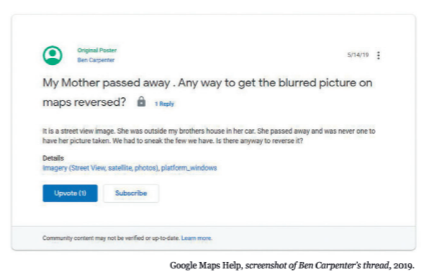 Original Poster
Ben Carpenter
5/14/19
My Mother passed away . Any way to get the blurred picture on
maps reversed? 1 Reply
It is a street view image. She was outside my brothers house in her car. She passed away and was never one to
have her picture taken. We had to sneak the few we have. Is there anyway to reverse it?
Details
Imagery (Street View, satellite, photos), platform_windows
Upvote (1) Subscribe
Community content may not be verified or up-to-date. Learn more.
Google Maps Help, screenshot of Ben Carpenter's thread, 2019.